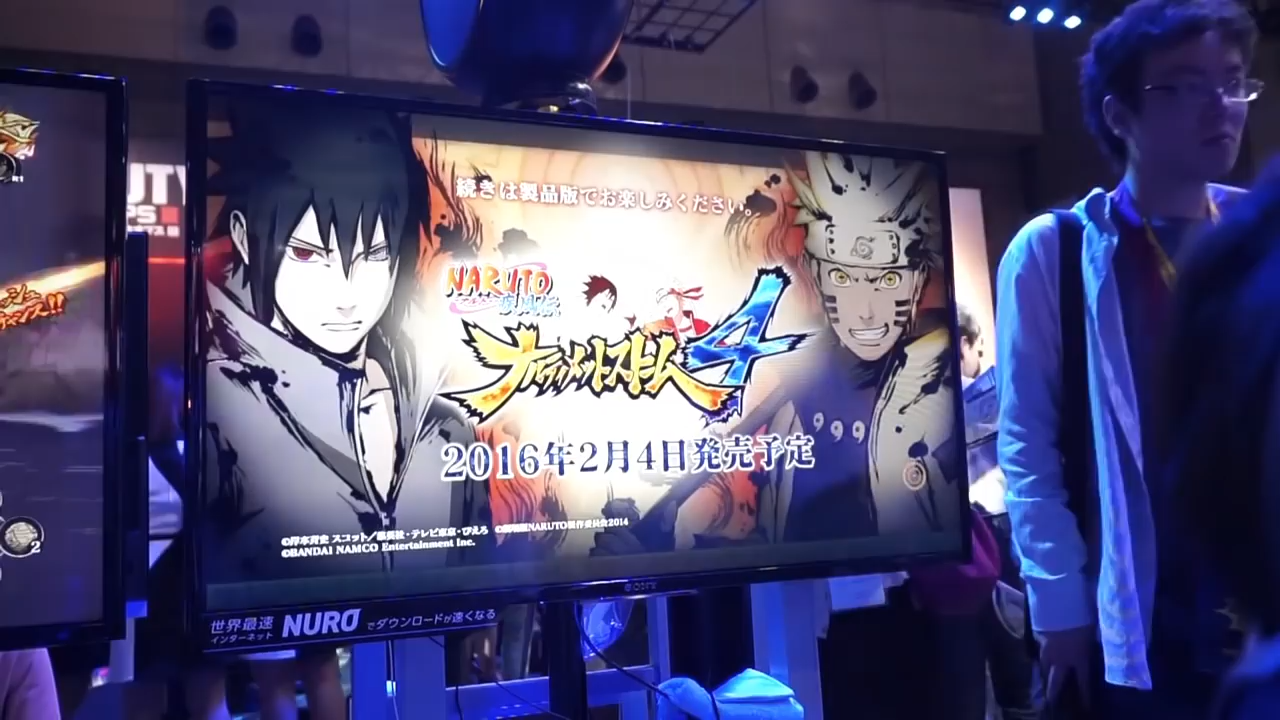 続きは製品版でお楽しみください。
NARUTO
疾風伝
ナルティメットストーム4
2016年2月4日発売予定
©岸本斉史 スコット/集英社・テレビ東京・ぴえろ ©劇場版NARUTO製作委員会2014
©BANDAI NAMCO Entertainment Inc.
SONY
世界最速
インターネット
NURO でダウンロードが速くなる
R1
2